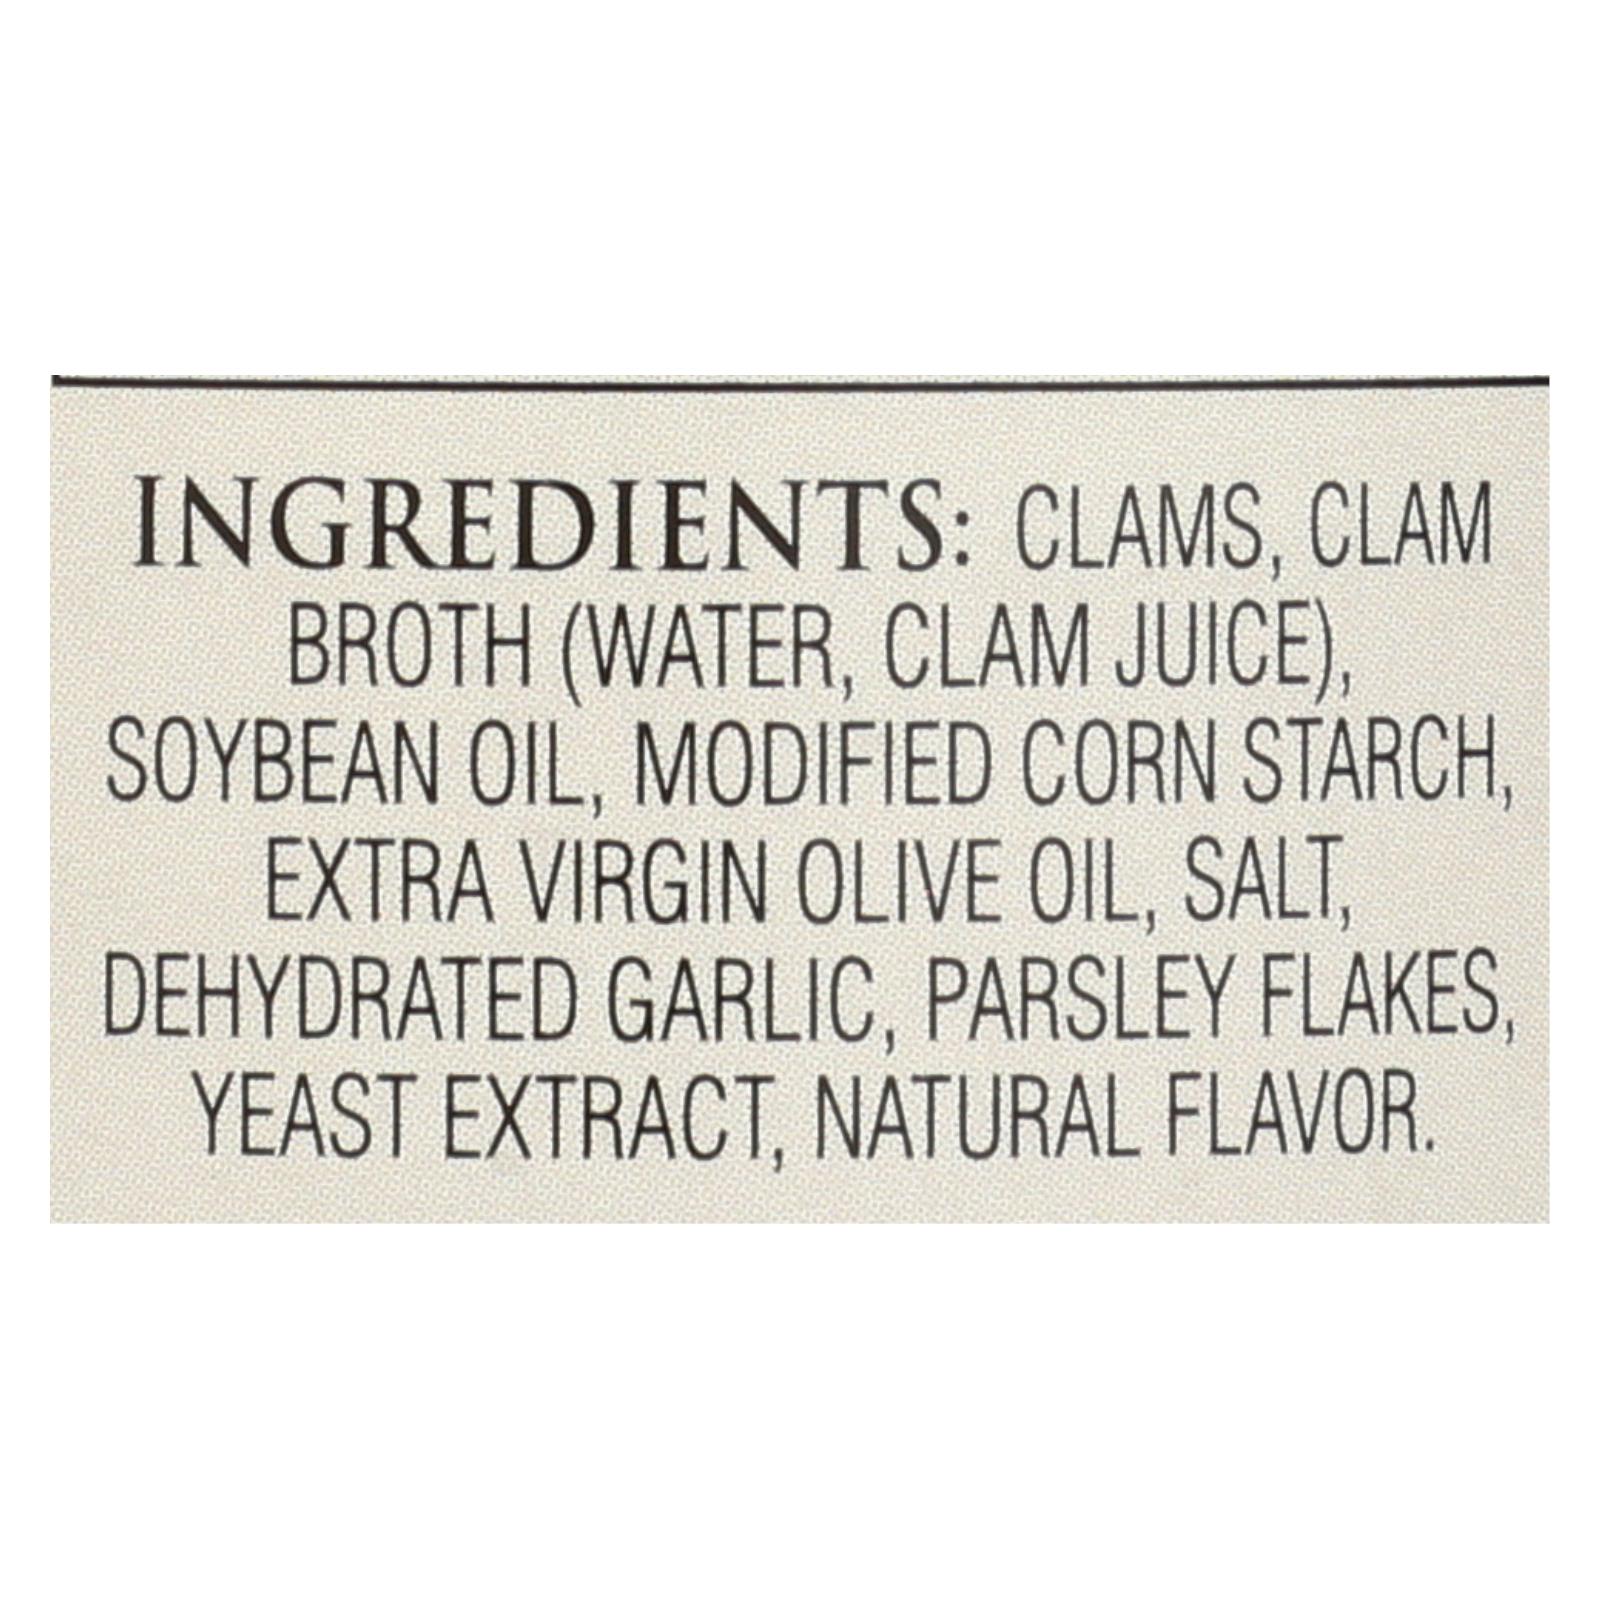 INGREDIENTS: CLAMS, CLAM
BROTH (WATER, CLAM JUICE),
SOYBEAN OIL, MODIFIED CORN STARCH,
EXTRA VIRGIN OLIVE OIL, SALT,
DEHYDRATED GARLIC, PARSLEY FLAKES,
YEAST EXTRACT, NATURAL FLAVOR.